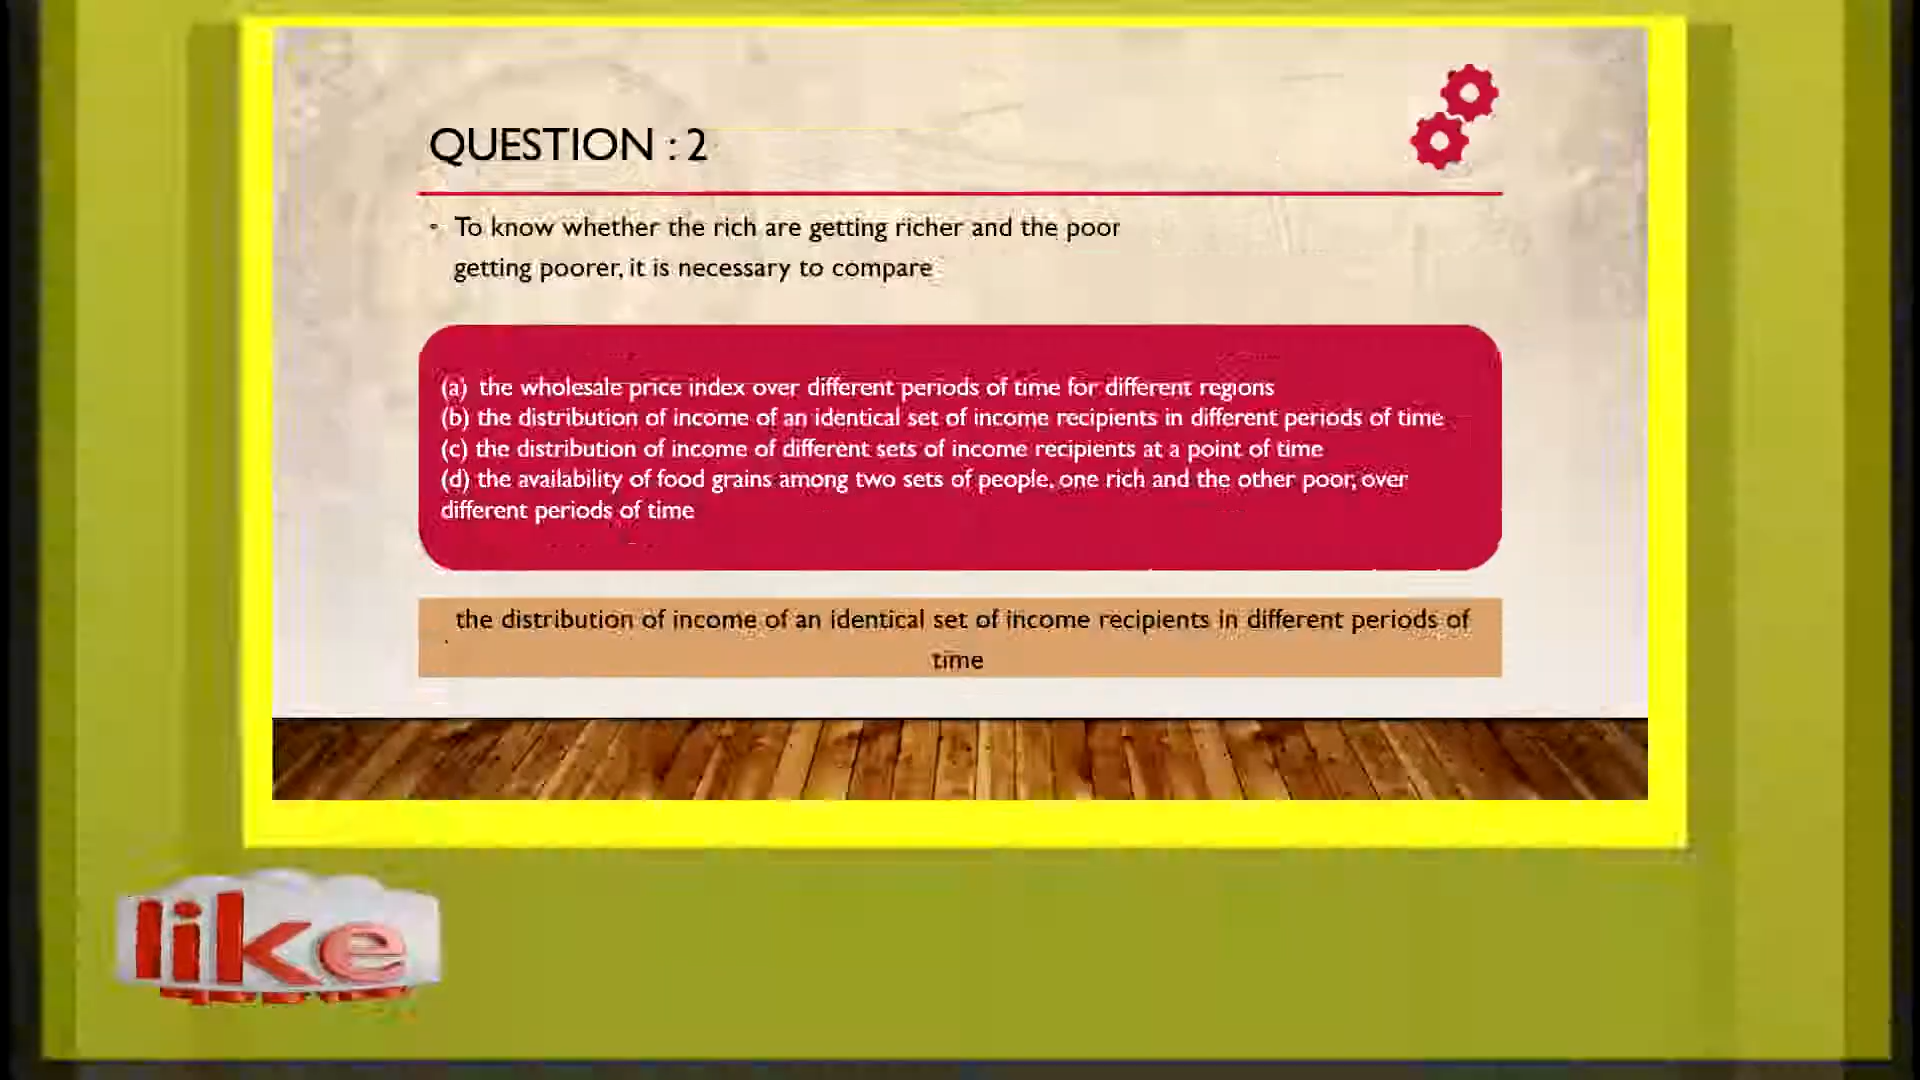 QUESTION : 2
• To know whether the rich are getting richer and the poor
getting poorer, it is necessary to compare
(a) the wholesale price index over different periods of time for different regions
(b) the distribution of income of an identical set of income recipients in different periods of time
(c) the distribution of income of different sets of income recipients at a point of time
(d) the availability of food grains among two sets of people, one rich and the other poor, over
different periods of time
the distribution of income of an identical set of income recipients in different periods of
time
like